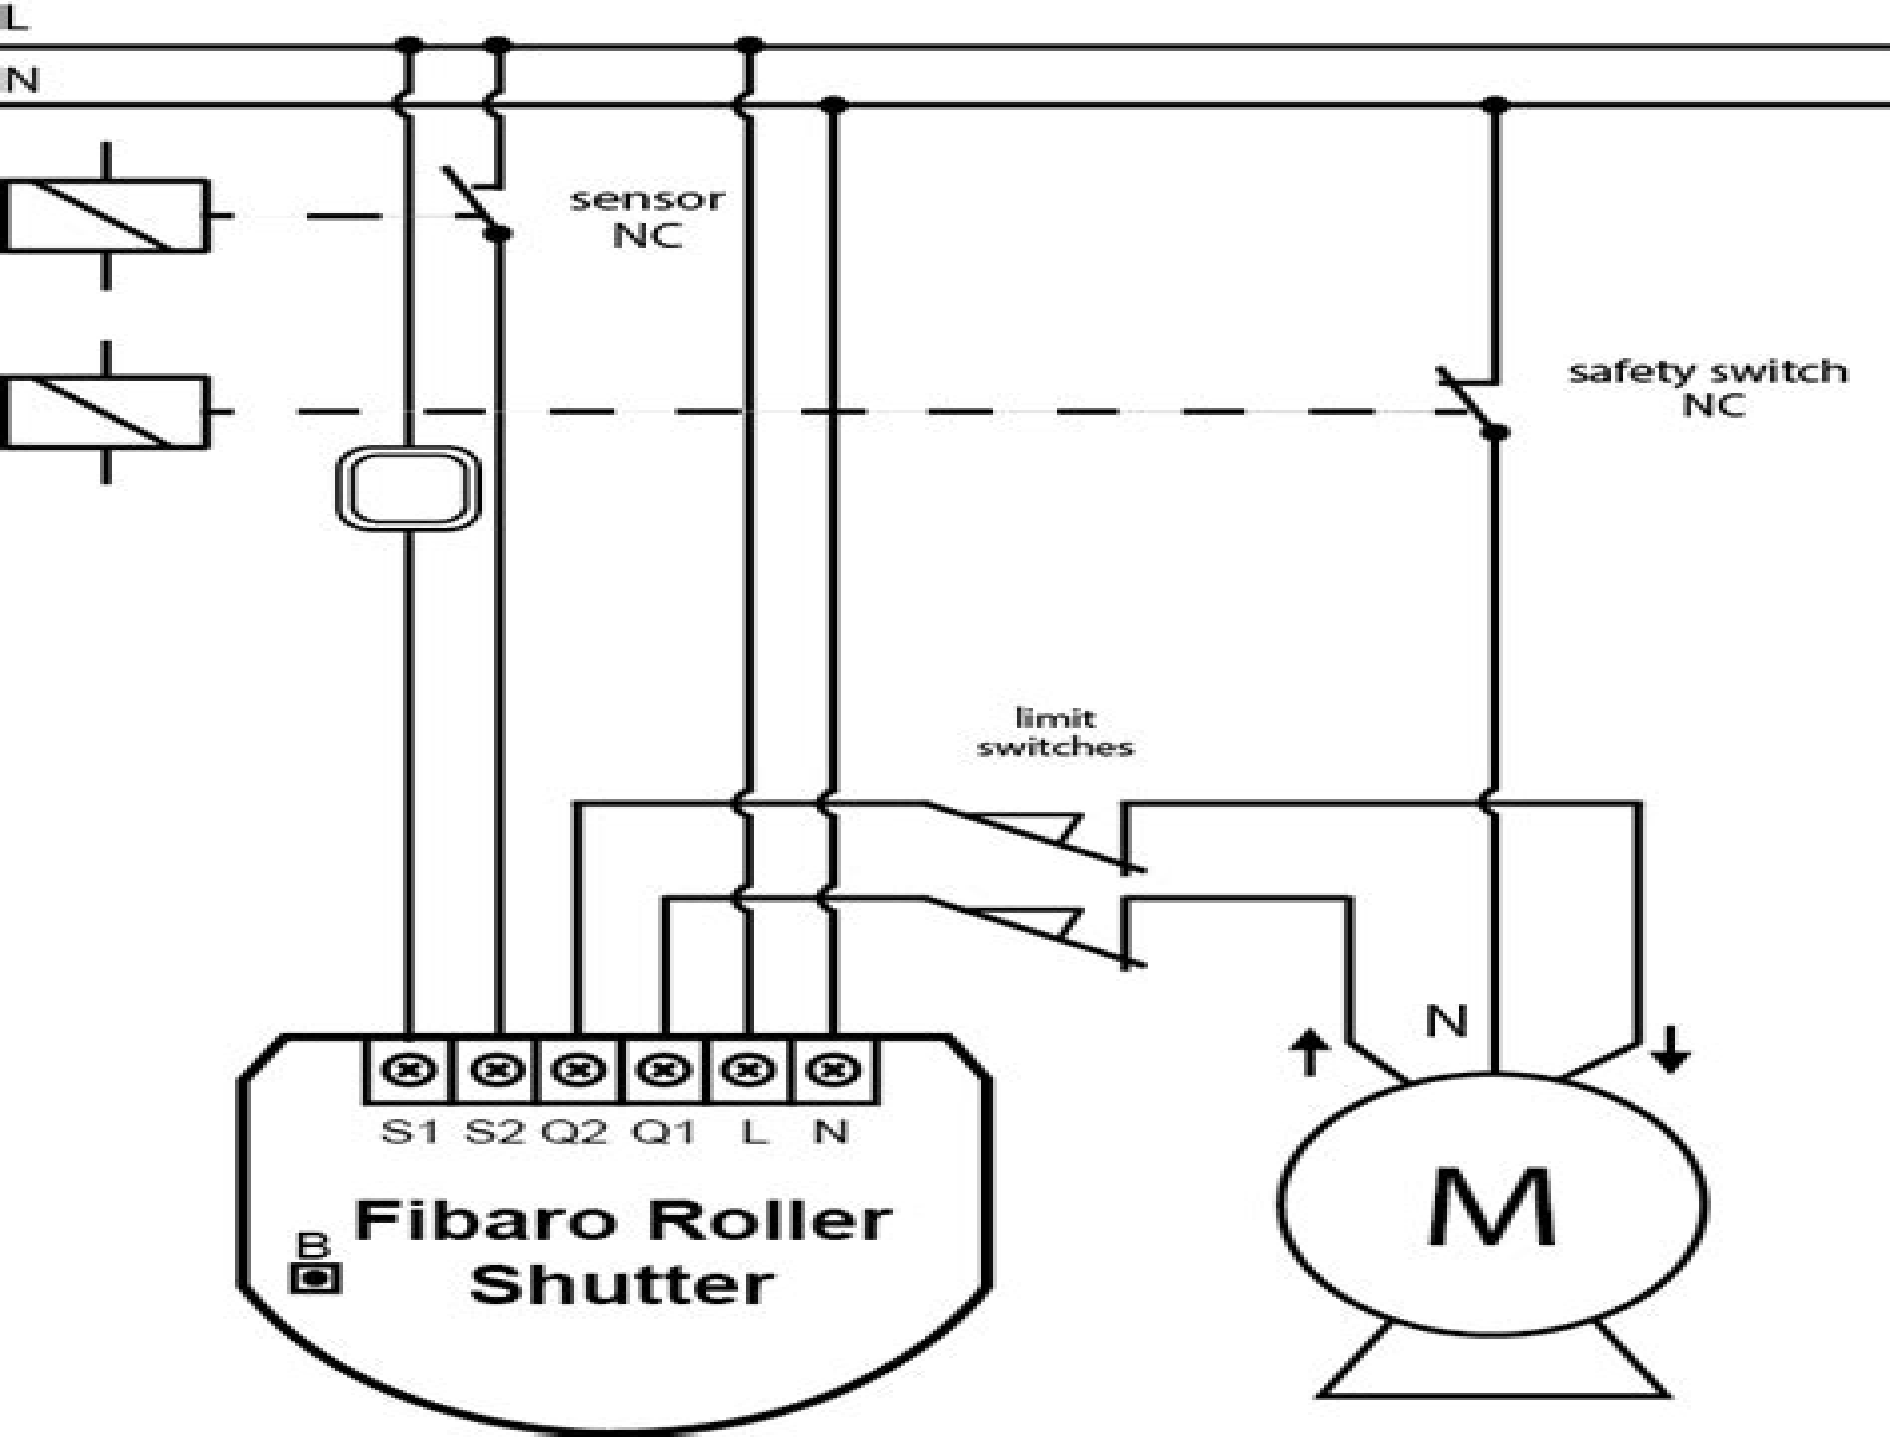 L
N
sensor
NC
safety switch
NC
limit
switches
N
S1 S2 Q2 Q1 L N
Fibaro Roller
Shutter
B
M